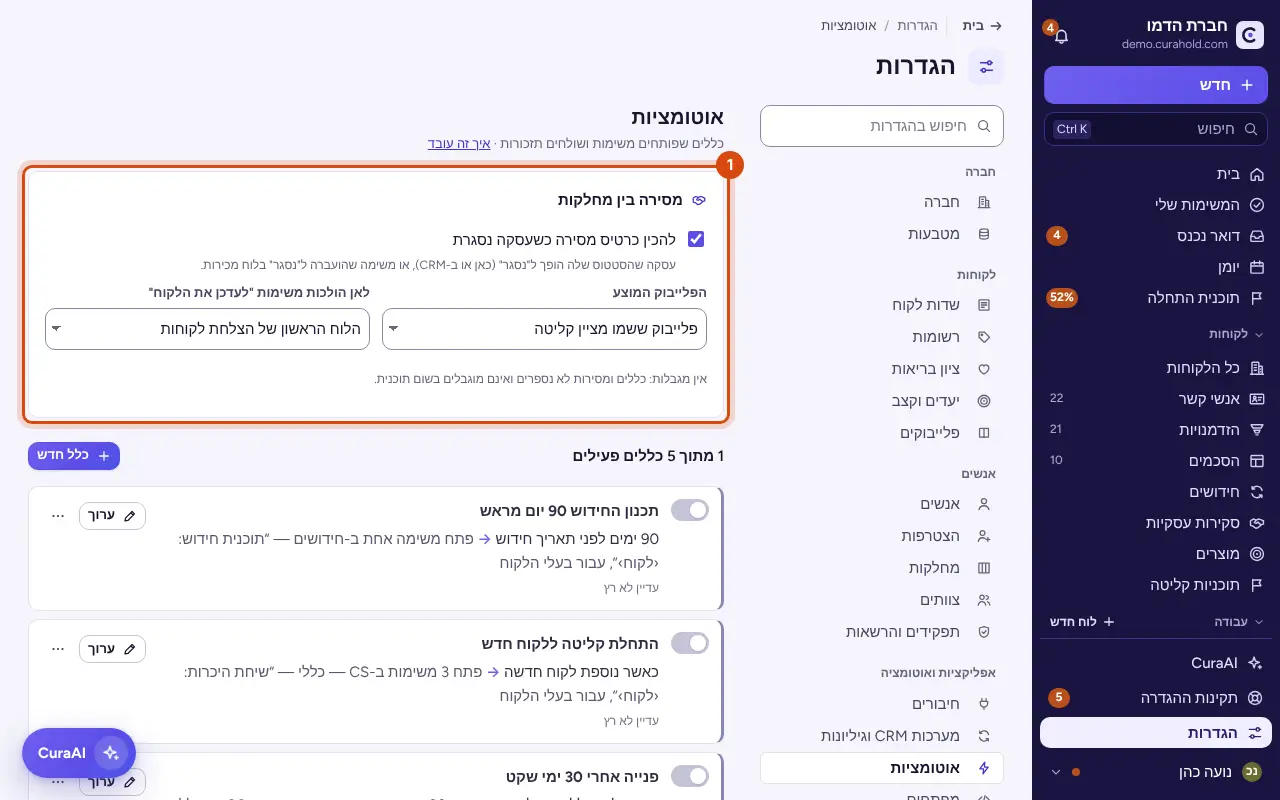 חברת הדמו
demo.curahold.com
4
חדש
חיפוש
Ctrl K
בית
המשימות שלי
דואר נכנס
4
יומן
תוכנית התחלה
52%
לקוחות
כל הלקוחות
אנשי קשר
22
הזדמנויות
21
הסכמים
10
חידושים
סקירות עסקיות
מוצרים
תוכניות קליטה
עבודה
לוח חדש
CuraAI
תקינות ההגדרה
5
הגדרות
נכ
נועה כהן
בית
הגדרות / אוטומציות
הגדרות
חיפוש בהגדרות
חברה
חברה
מטבעות
לקוחות
שדות לקוח
רשומות
ציון בריאות
יעדים וקצב
פלייבוקים
אנשים
אנשים
הצטרפות
מחלקות
צוותים
תפקידים והרשאות
אפליקציות ואוטומציה
חיבורים
מערכות CRM וגיליונות
אוטומציות
אוטומציות
כללים שפותחים משימות ושולחים תזכורות · איך זה עובד
1
מסירה בין מחלקות
להכין כרטיס מסירה כשעסקה נסגרת
עסקה שהסטטוס שלה הופך ל"נסגר" (כאן או ב-CRM), או משימה שהועברה ל"נסגר" בלוח מכירות.
הפלייבוק המוצע
לאן הולכות משימות "לעדכן את הלקוח"
פלייבוק ששמו מציין קליטה
הלוח הראשון של הצלחת לקוחות
אין מגבלות: כללים ומסירות לא נספרים ואינם מוגבלים בשום תוכנית.
1 מתוך 5 כללים פעילים
כלל חדש
תכנון החידוש 90 יום מראש
ערוך
90 ימים לפני תאריך חידוש → פתח משימה אחת ב-חידושים — "תוכנית חידוש:
‹לקוח›", עבור בעלי הלקוח
עדיין לא רץ
התחלת קליטה ללקוח חדש
ערוך
כאשר נוספת לקוח חדשה → פתח 3 משימות ב-CS — כללי — "שיחת היכרות:
‹לקוח›", עבור בעלי הלקוח
עדיין לא רץ
פנייה אחרי 30 ימי שקט
ערוך
CuraAI